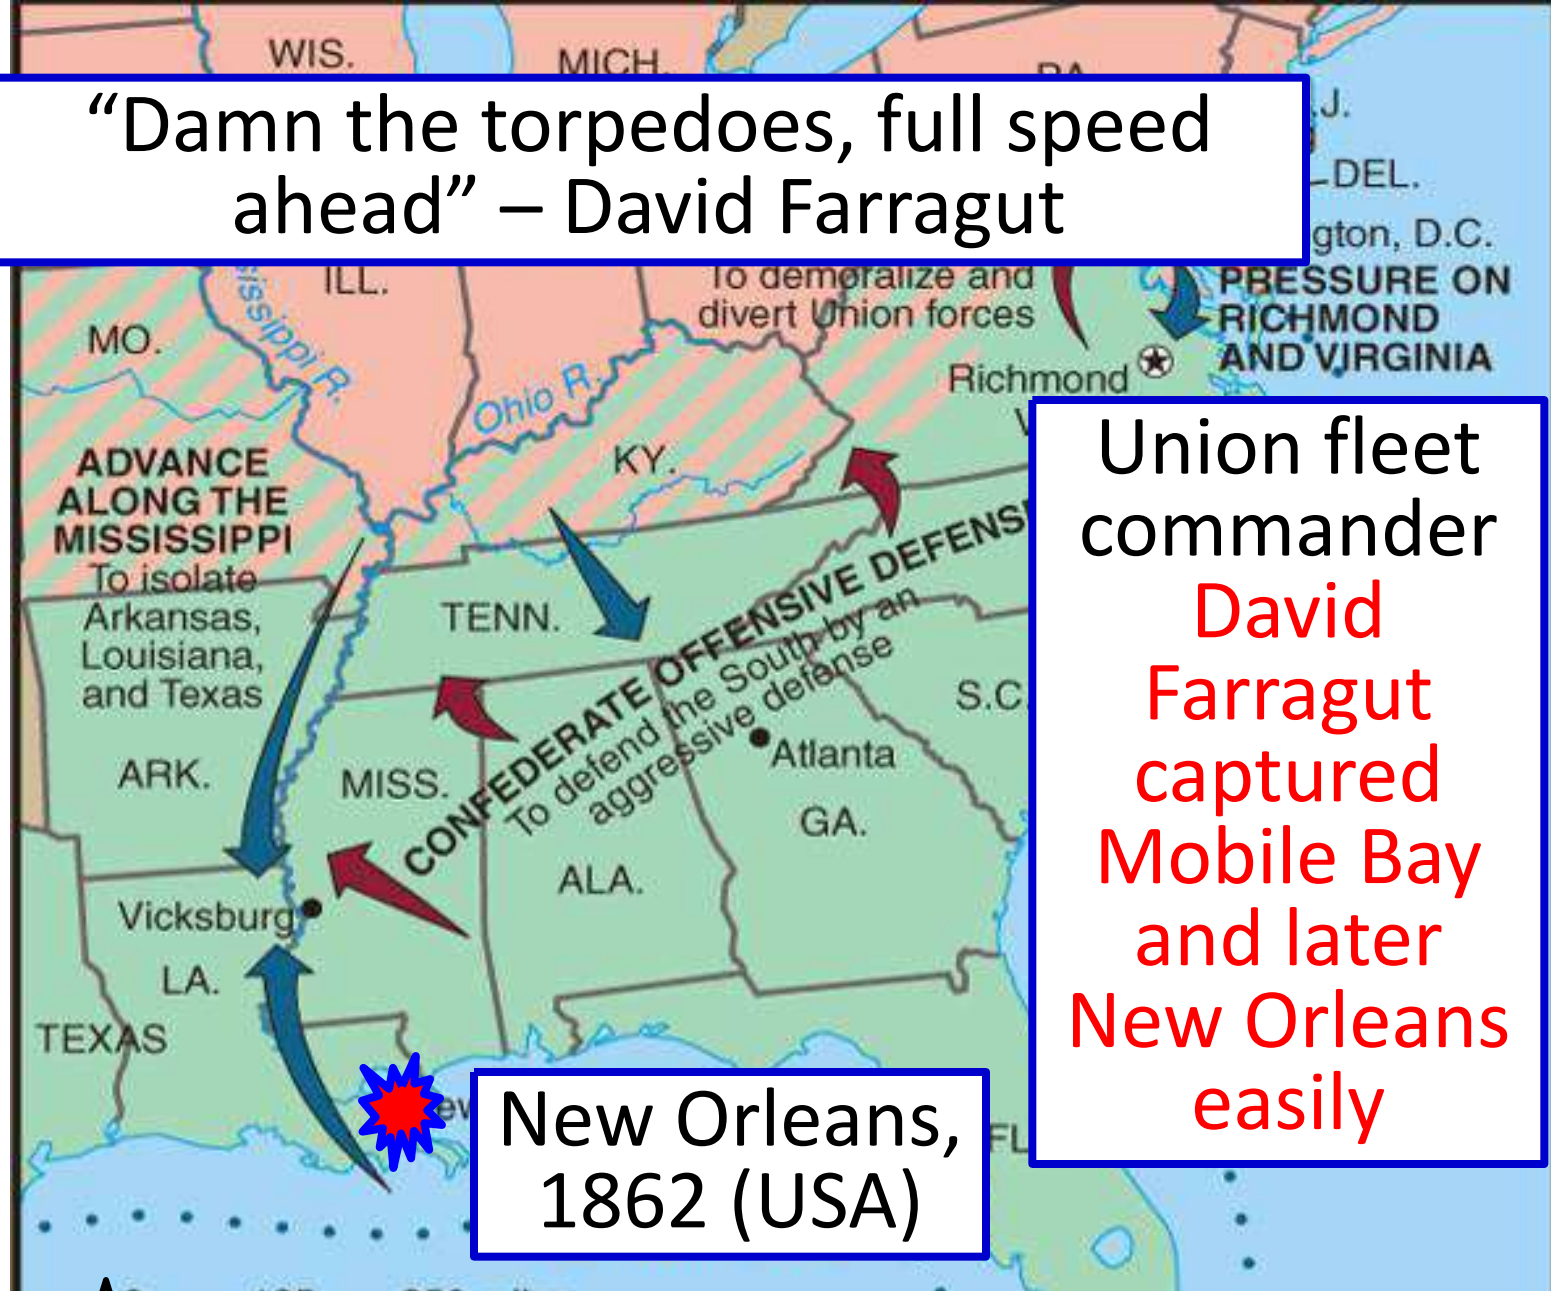 WIS.
MICH.
PA.
.J.
“Damn the torpedoes, full speed
ahead” – David Farragut
DEL.
gton, D.C.
PRESSURE ON
RICHMOND
AND VIRGINIA
To demoralize and
divert Union forces
ILL.
ssissippi R.
MO.
Ohio R.
Richmond
KY.
ADVANCE
ALONG THE
MISSISSIPPI
To isolate
Arkansas,
Louisiana,
and Texas
TENN.
CONFEDERATE OFFENSIVE DEFENS
To defend the South by an
aggressive defense
S.C.
Atlanta
ARK.
MISS.
GA.
ALA.
Vicksburg
LA.
TEXAS
FL
Union fleet
commander
David
Farragut
captured
Mobile Bay
and later
New Orleans
easily
New Orleans,
1862 (USA)